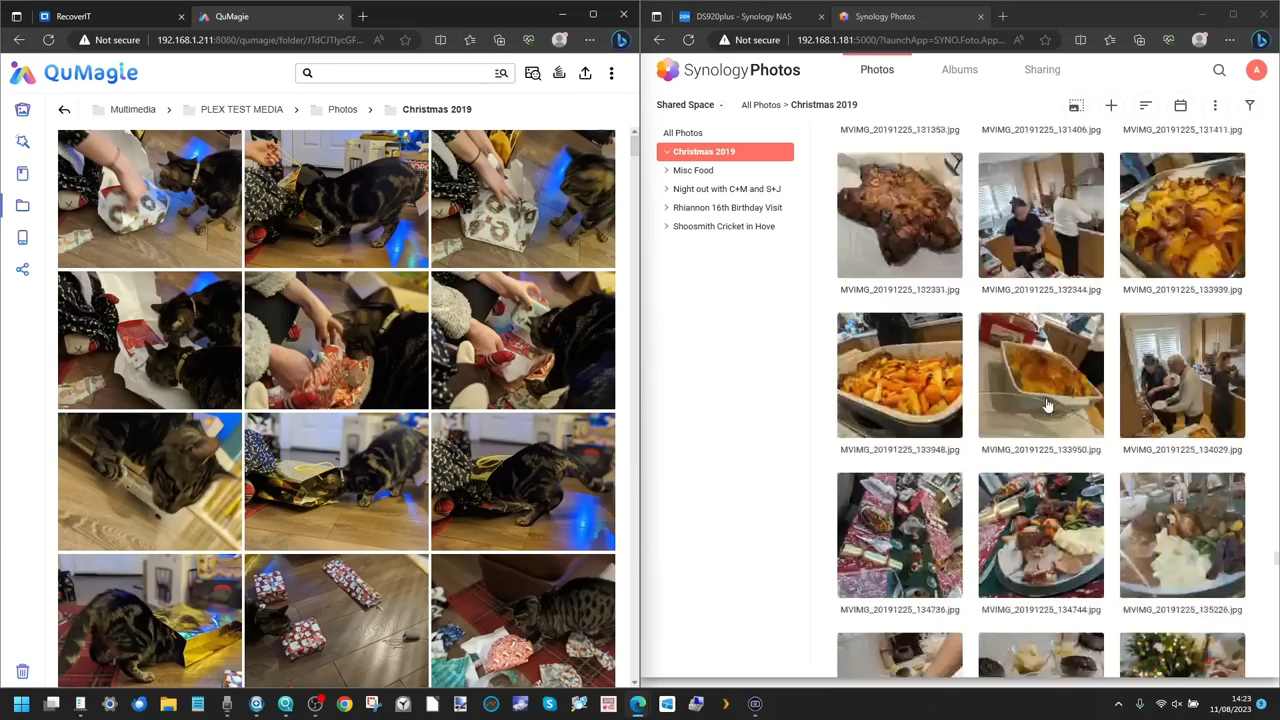 RecoverIT
QuMagie
Not secure
192.168.1.211:8080/qumagie/folder/JTdCJTIycGF...
QuMagie
Multimedia
PLEX TEST MEDIA
Photos
Christmas 2019
DS920plus - Synology NAS
Synology Photos
Not secure
192.168.1.181:5000/?launchApp=SYNO.Foto.App...
SynologyPhotos
Photos
Albums
Sharing
A
Shared Space
All Photos > Christmas 2019
All Photos
Christmas 2019
Misc Food
Night out with C+M and S+J
Rhiannon 16th Birthday Visit
Shoosmith Cricket in Hove
MVIMG_20191225_131353.jpg
MVIMG_20191225_131406.jpg
MVIMG_20191225_131411.jpg
MVIMG_20191225_132331.jpg
MVIMG_20191225_132344.jpg
MVIMG_20191225_133939.jpg
MVIMG_20191225_133948.jpg
MVIMG_20191225_133950.jpg
MVIMG_20191225_134029.jpg
MVIMG_20191225_134736.jpg
MVIMG_20191225_134744.jpg
MVIMG_20191225_135226.jpg
14:23
11/08/2023